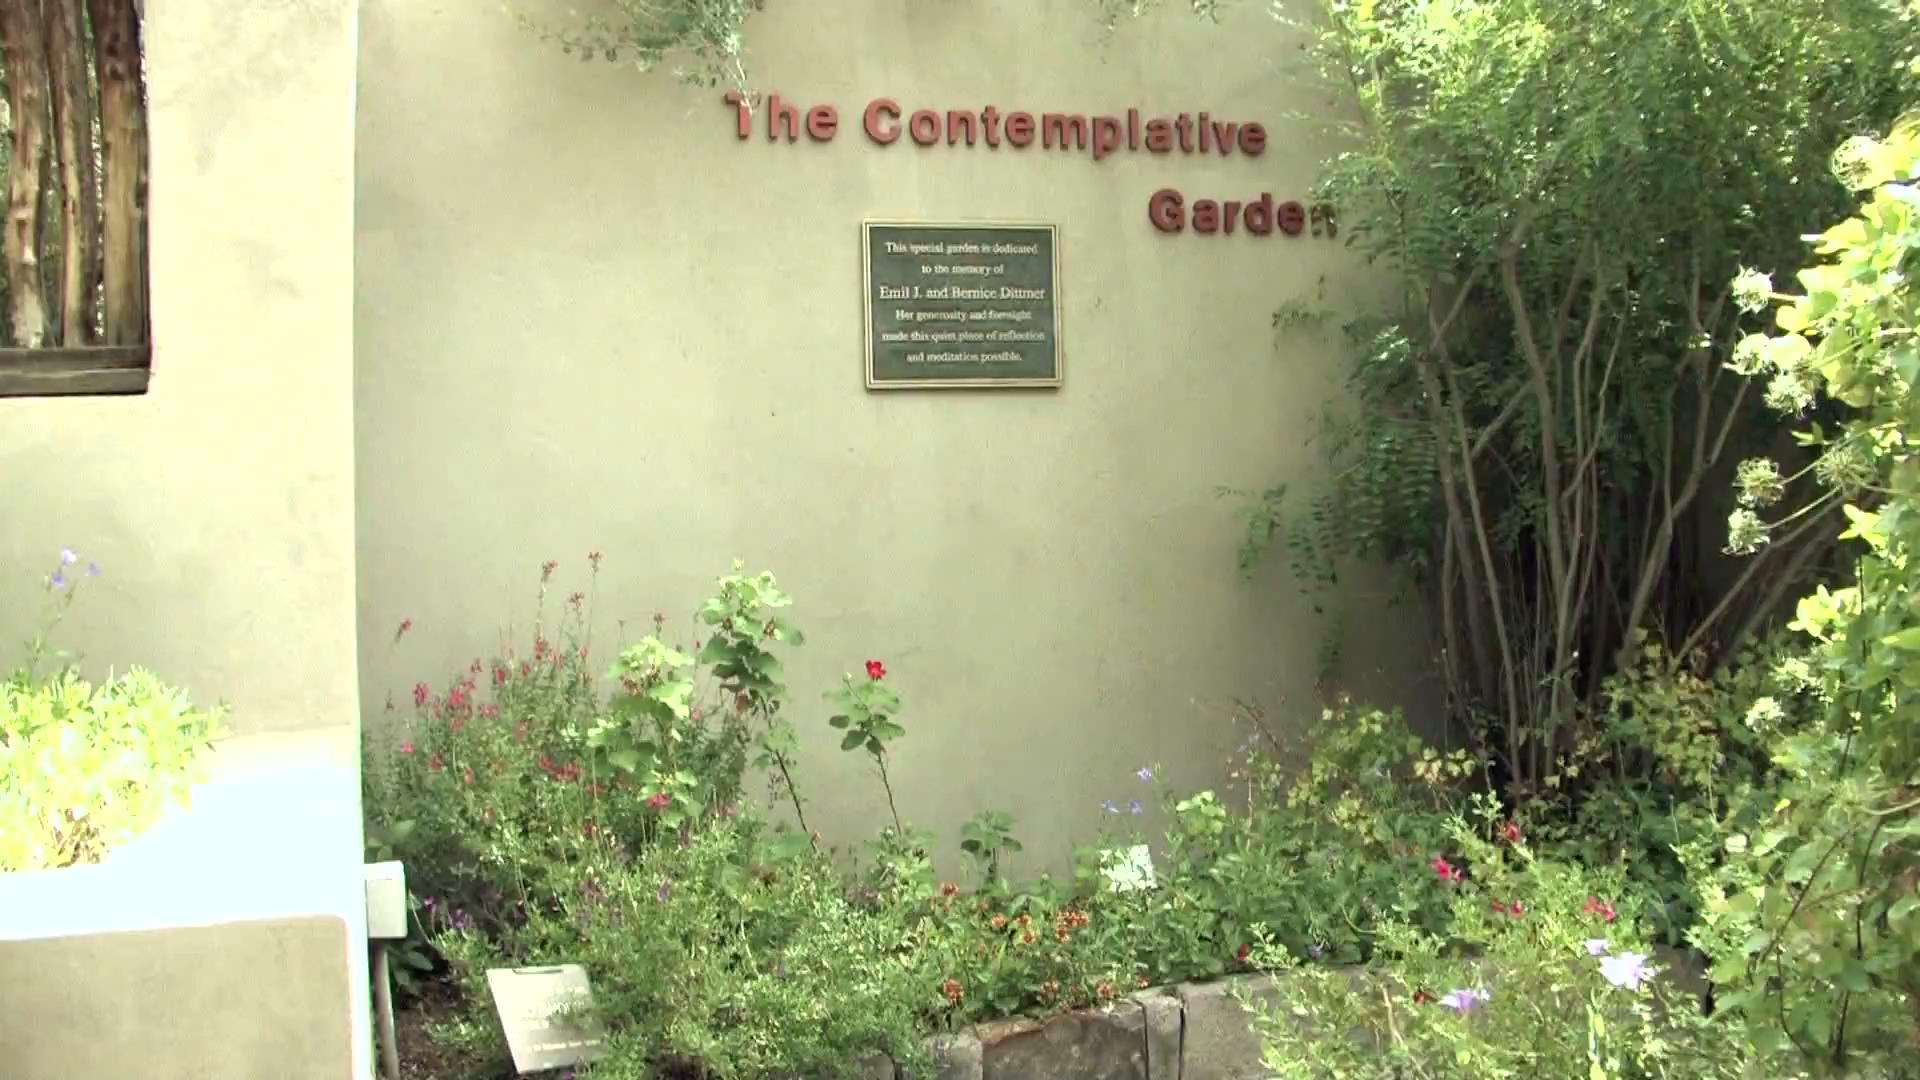 The Contemplative
Garden
This special garden is dedicated
to the memory of
Emil J. and Bernice Dittmer
Her generosity and foresight
made this quiet place of reflection
and meditation possible.